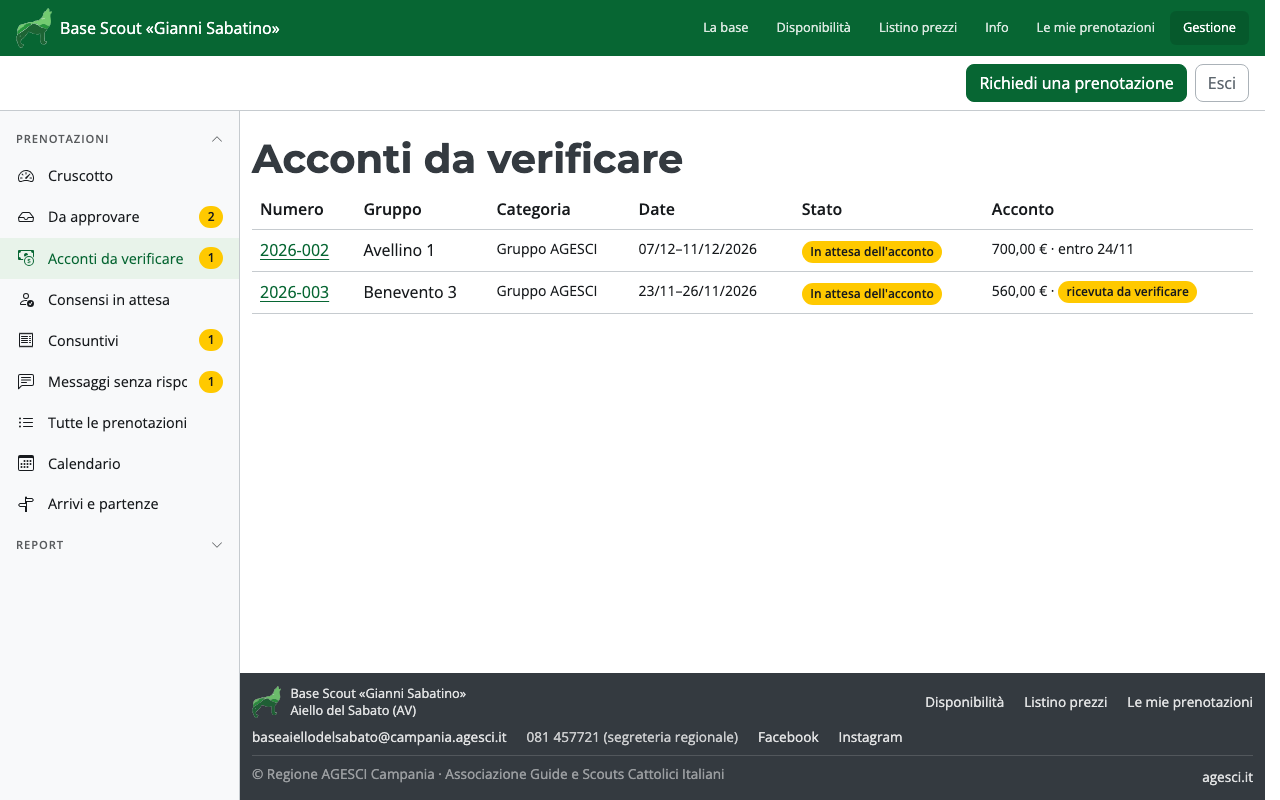 Base Scout «Gianni Sabatino»
La base
Disponibilità
Listino prezzi
Info
Le mie prenotazioni
Gestione
Richiedi una prenotazione
Esci
PRENOTAZIONI
Cruscotto
Da approvare 2
Acconti da verificare 1
Consensi in attesa
Consuntivi 1
Messaggi senza rispo 1
Tutte le prenotazioni
Calendario
Arrivi e partenze
REPORT
Acconti da verificare
Numero Gruppo Categoria Date Stato Acconto
2026-002 Avellino 1 Gruppo AGESCI 07/12–11/12/2026 In attesa dell'acconto 700,00 € · entro 24/11
2026-003 Benevento 3 Gruppo AGESCI 23/11–26/11/2026 In attesa dell'acconto 560,00 € · ricevuta da verificare
Base Scout «Gianni Sabatino»
Aiello del Sabato (AV)
Disponibilità Listino prezzi Le mie prenotazioni
baseaiellodelsabato@campania.agesci.it 081 457721 (segreteria regionale) Facebook Instagram
© Regione AGESCI Campania · Associazione Guide e Scouts Cattolici Italiani
agesci.it